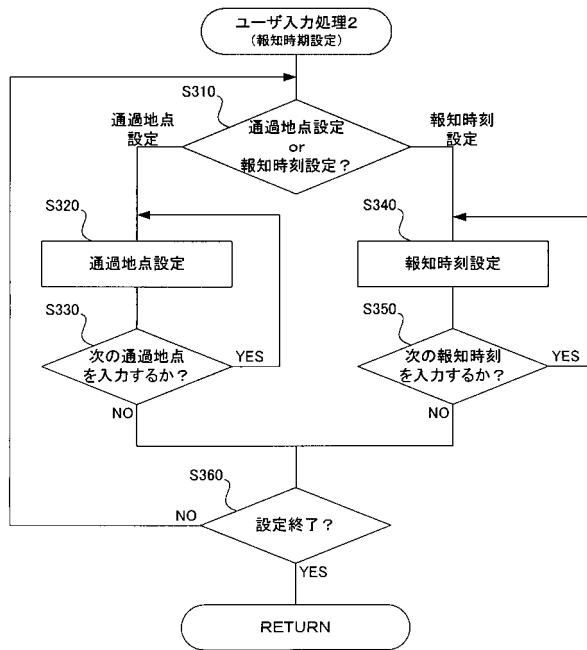 ユーザ入力処理2
(報知時期設定)
S310
通過地点
設定
通過地点設定
or
報知時刻設定?
報知時刻
設定
S320
通過地点設定
S340
報知時刻設定
S330
次の通過地点
を入力するか?
YES
NO
S350
次の報知時刻
を入力するか?
YES
NO
S360
設定終了?
NO
YES
RETURN